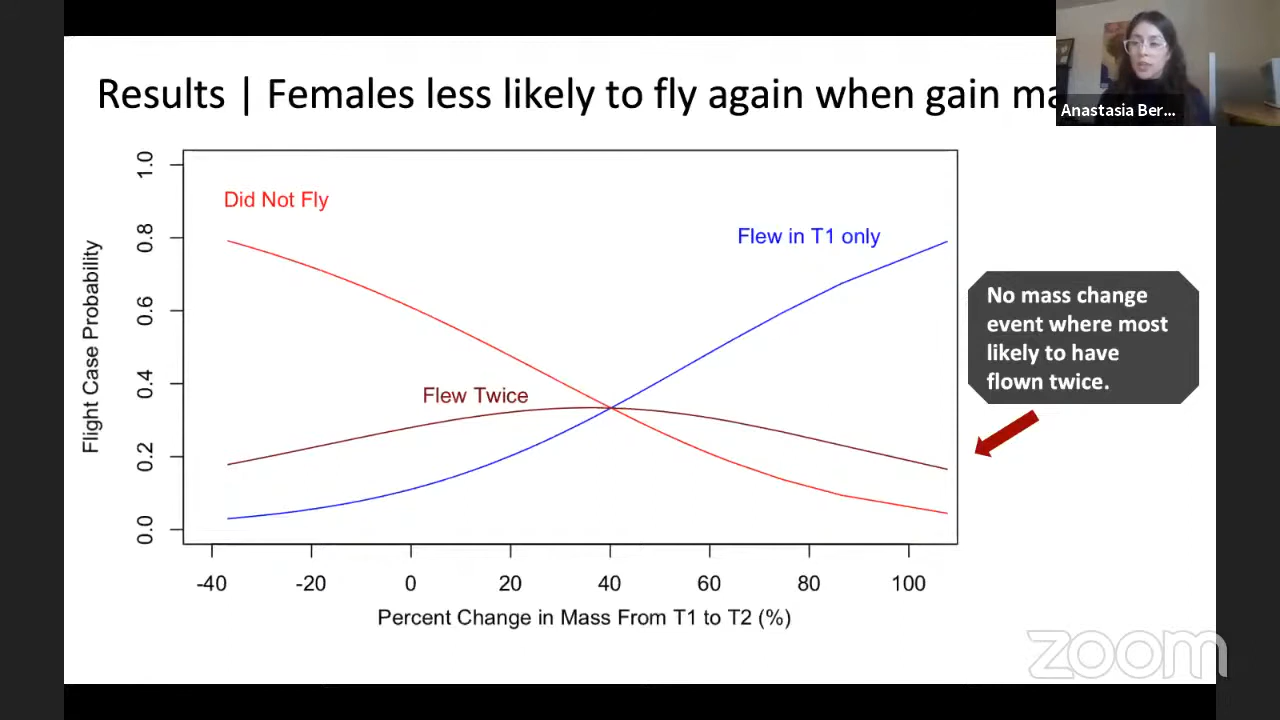 Results | Females less likely to fly again when gain ma
Anastasia Ber...
Did Not Fly
Flew in T1 only
Flew Twice
Flight Case Probability
1.0
0.8
0.6
0.4
0.2
0.0
-40 -20 0 20 40 60 80 100
Percent Change in Mass From T1 to T2 (%)
No mass change
event where most
likely to have
flown twice.
zoom